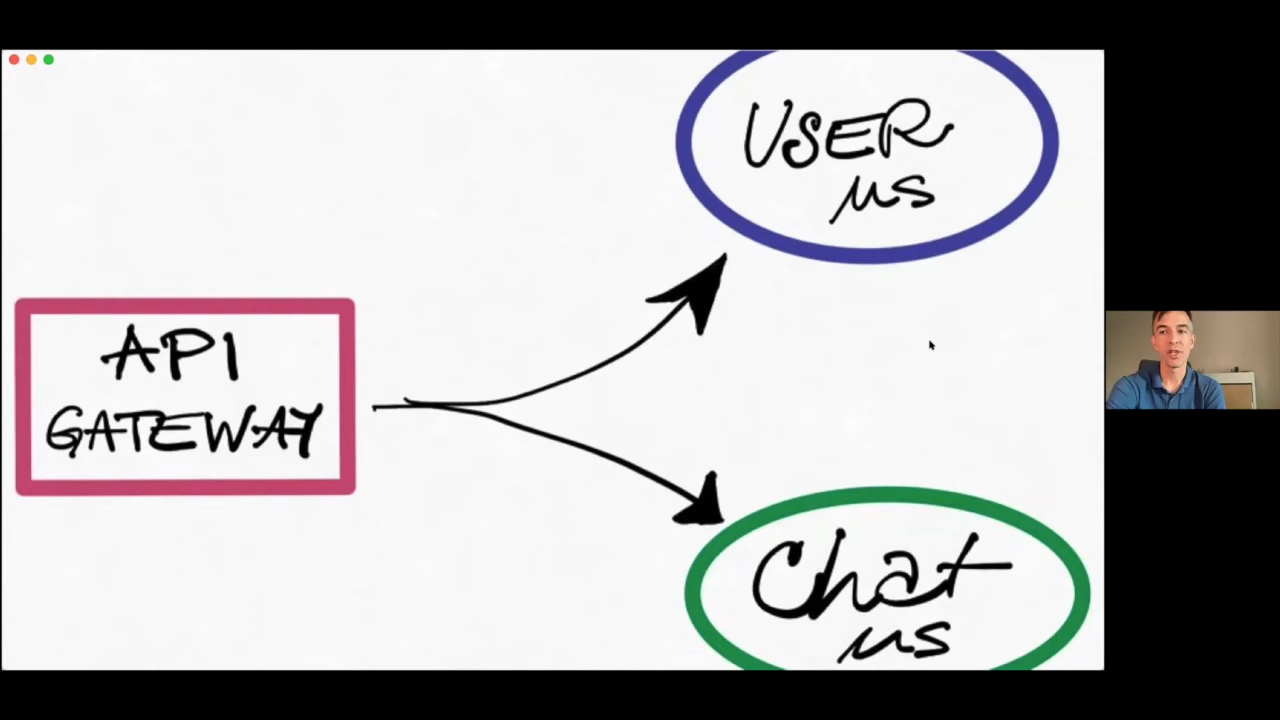 USER
µs
API
GATEWAY
Chat
µs